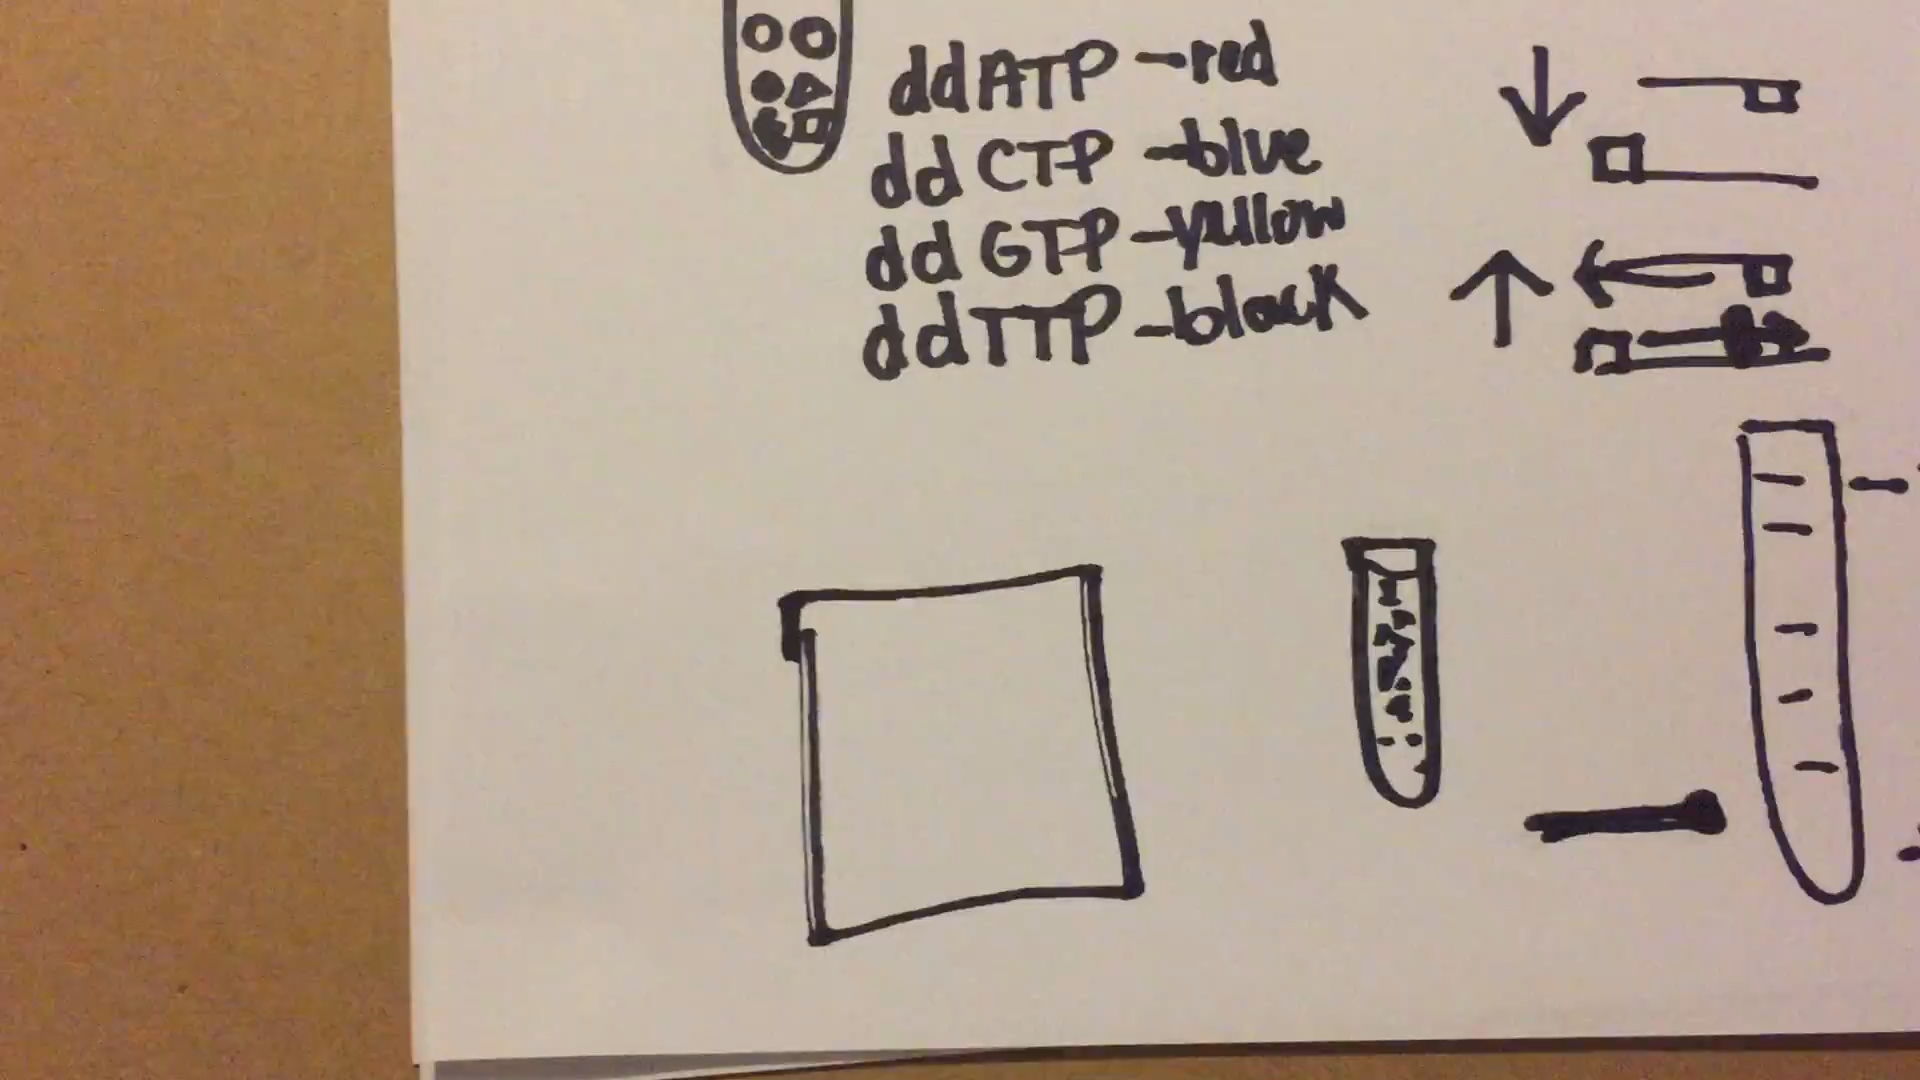 ddATP - red
ddCTP - blue
ddGTP - yellow
ddTTP - black